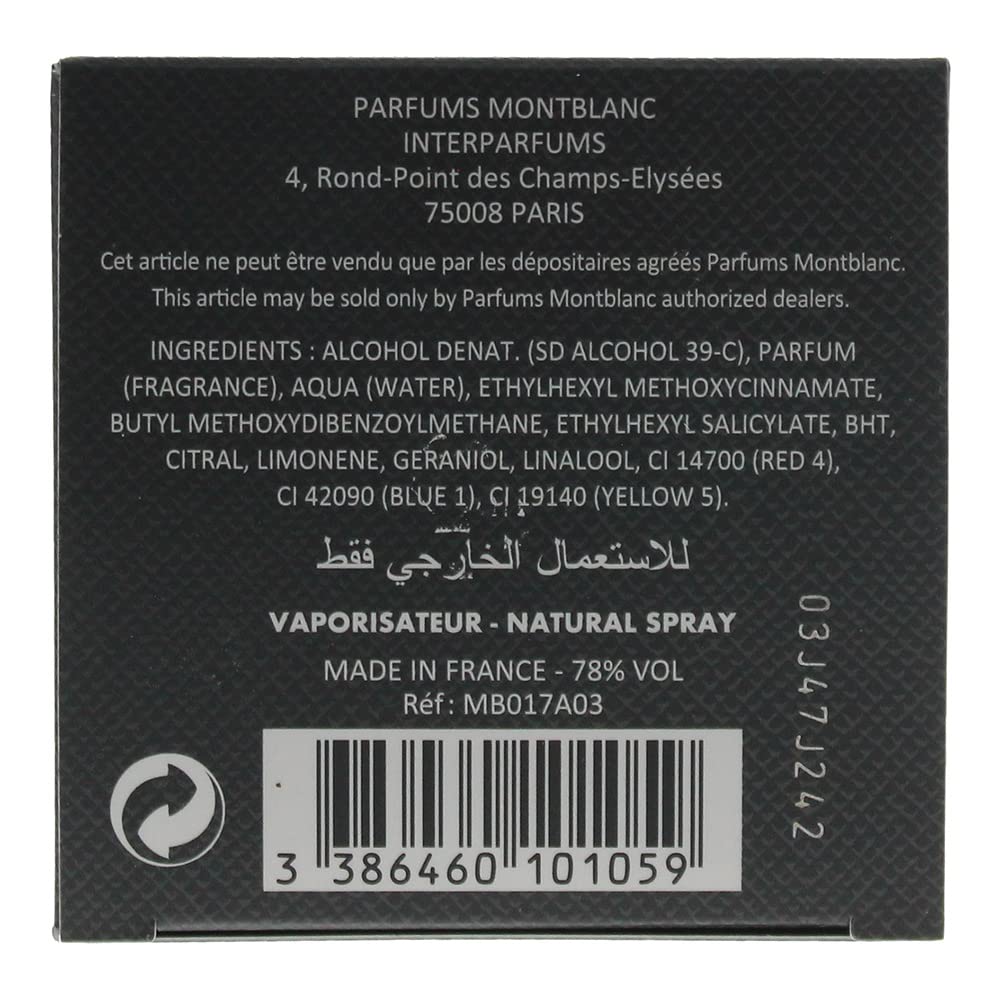 PARFUMS MONTBLANC
INTERPARFUMS
4, Rond-Point des Champs-Elysées
75008 PARIS
Cet article ne peut être vendu que par les dépositaires agréés Parfums Montblanc.
This article may be sold only by Parfums Montblanc authorized dealers.
INGREDIENTS : ALCOHOL DENAT. (SD ALCOHOL 39-C), PARFUM
(FRAGRANCE), AQUA (WATER), ETHYLHEXYL METHOXYCINNAMATE,
BUTYL METHOXYDIBENZOYLMETHANE, ETHYLHEXYL SALICYLATE, BHT,
CITRAL, LIMONENE, GERANIOL, LINALOOL, CI 14700 (RED 4),
CI 42090 (BLUE 1), CI 19140 (YELLOW 5).
للاستعمال الخارجي فقط
VAPORISATEUR - NATURAL SPRAY
MADE IN FRANCE - 78% VOL
Réf : MB017A03
03J47J242
3 386460 101059